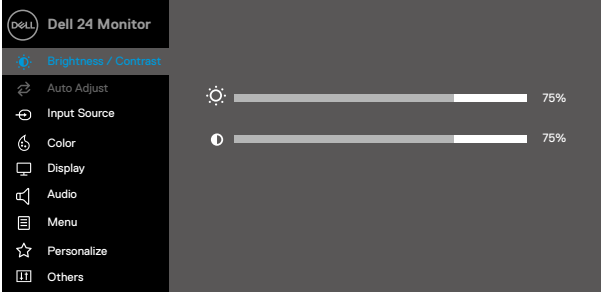 DELL Dell 24 Monitor
Brightness / Contrast
Auto Adjust
Input Source
Color
Display
Audio
Menu
Personalize
Others
75%
75%